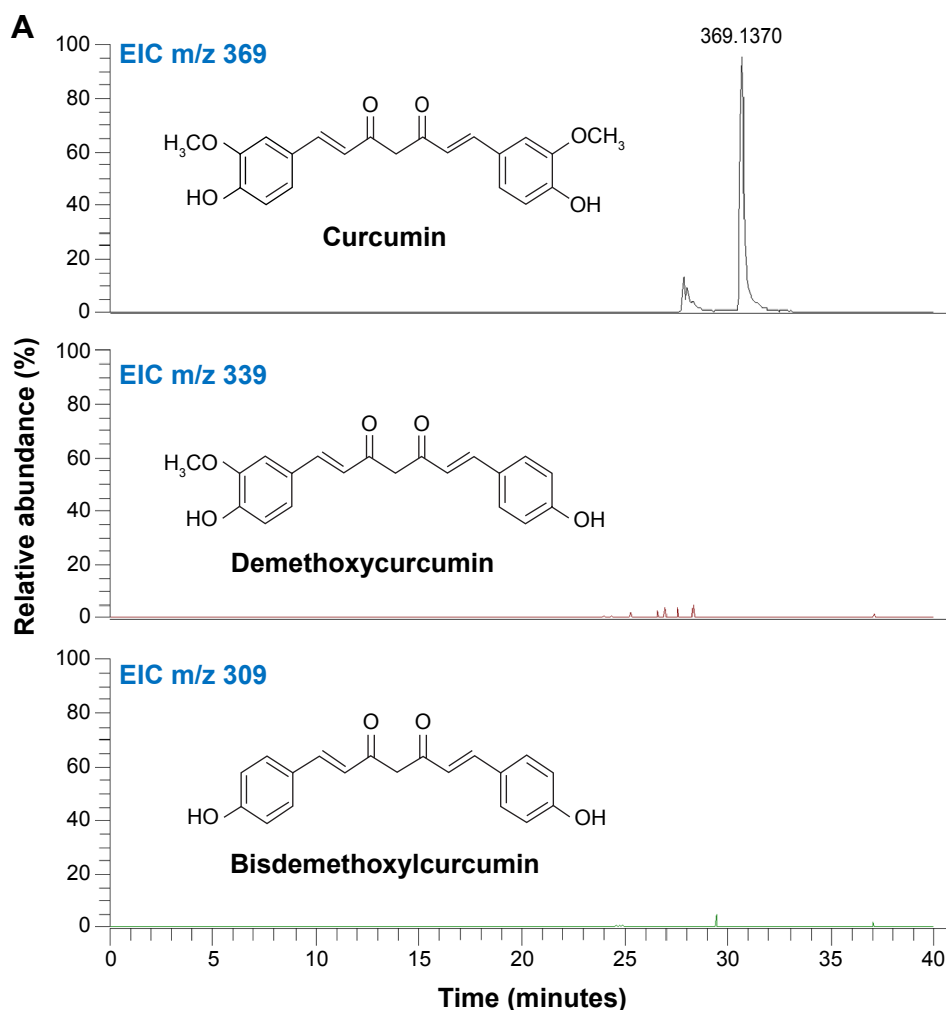 A
EIC m/z 369
369.1370
100
80
60
40
20
0
O O
H3CO OCH3
HO OH
Curcumin
EIC m/z 339
100
80
60
40
20
0
O O
H3CO
HO OH
Demethoxycurcumin
EIC m/z 309
100
80
60
40
20
0
O O
HO OH
Bisdemethoxylcurcumin
Relative abundance (%)
0 5 10 15 20 25 30 35 40
Time (minutes)